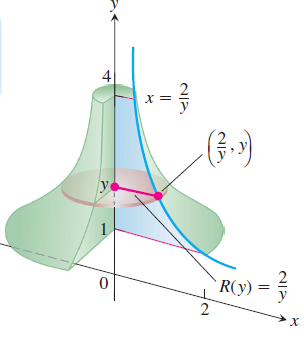 y
4
x = 2/y
(2/y, y)
y
1
0
R(y) = 2/y
2
x